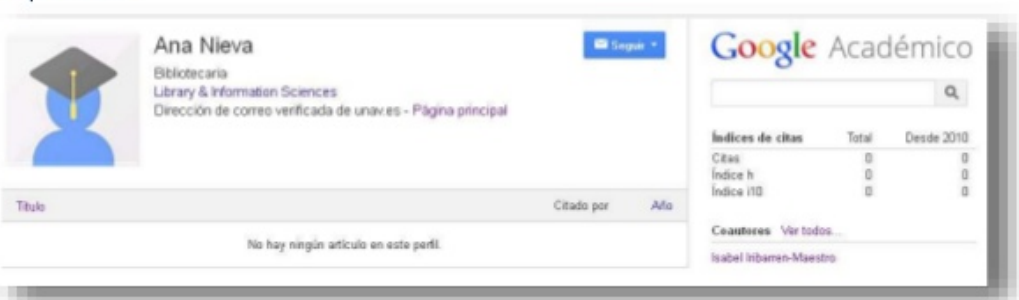 Ana Nieva
Seguir
Bibliotecaria
Library & Information Sciences
Dirección de correo verificada de unav.es - Página principal
Título Citado por Año
No hay ningún artículo en este perfil.
Google Académico
Índices de citas Total Desde 2010
Citas 0 0
Índice h 0 0
Índice i10 0 0
Coautores Ver todos...
Isabel Iribarren-Maestro